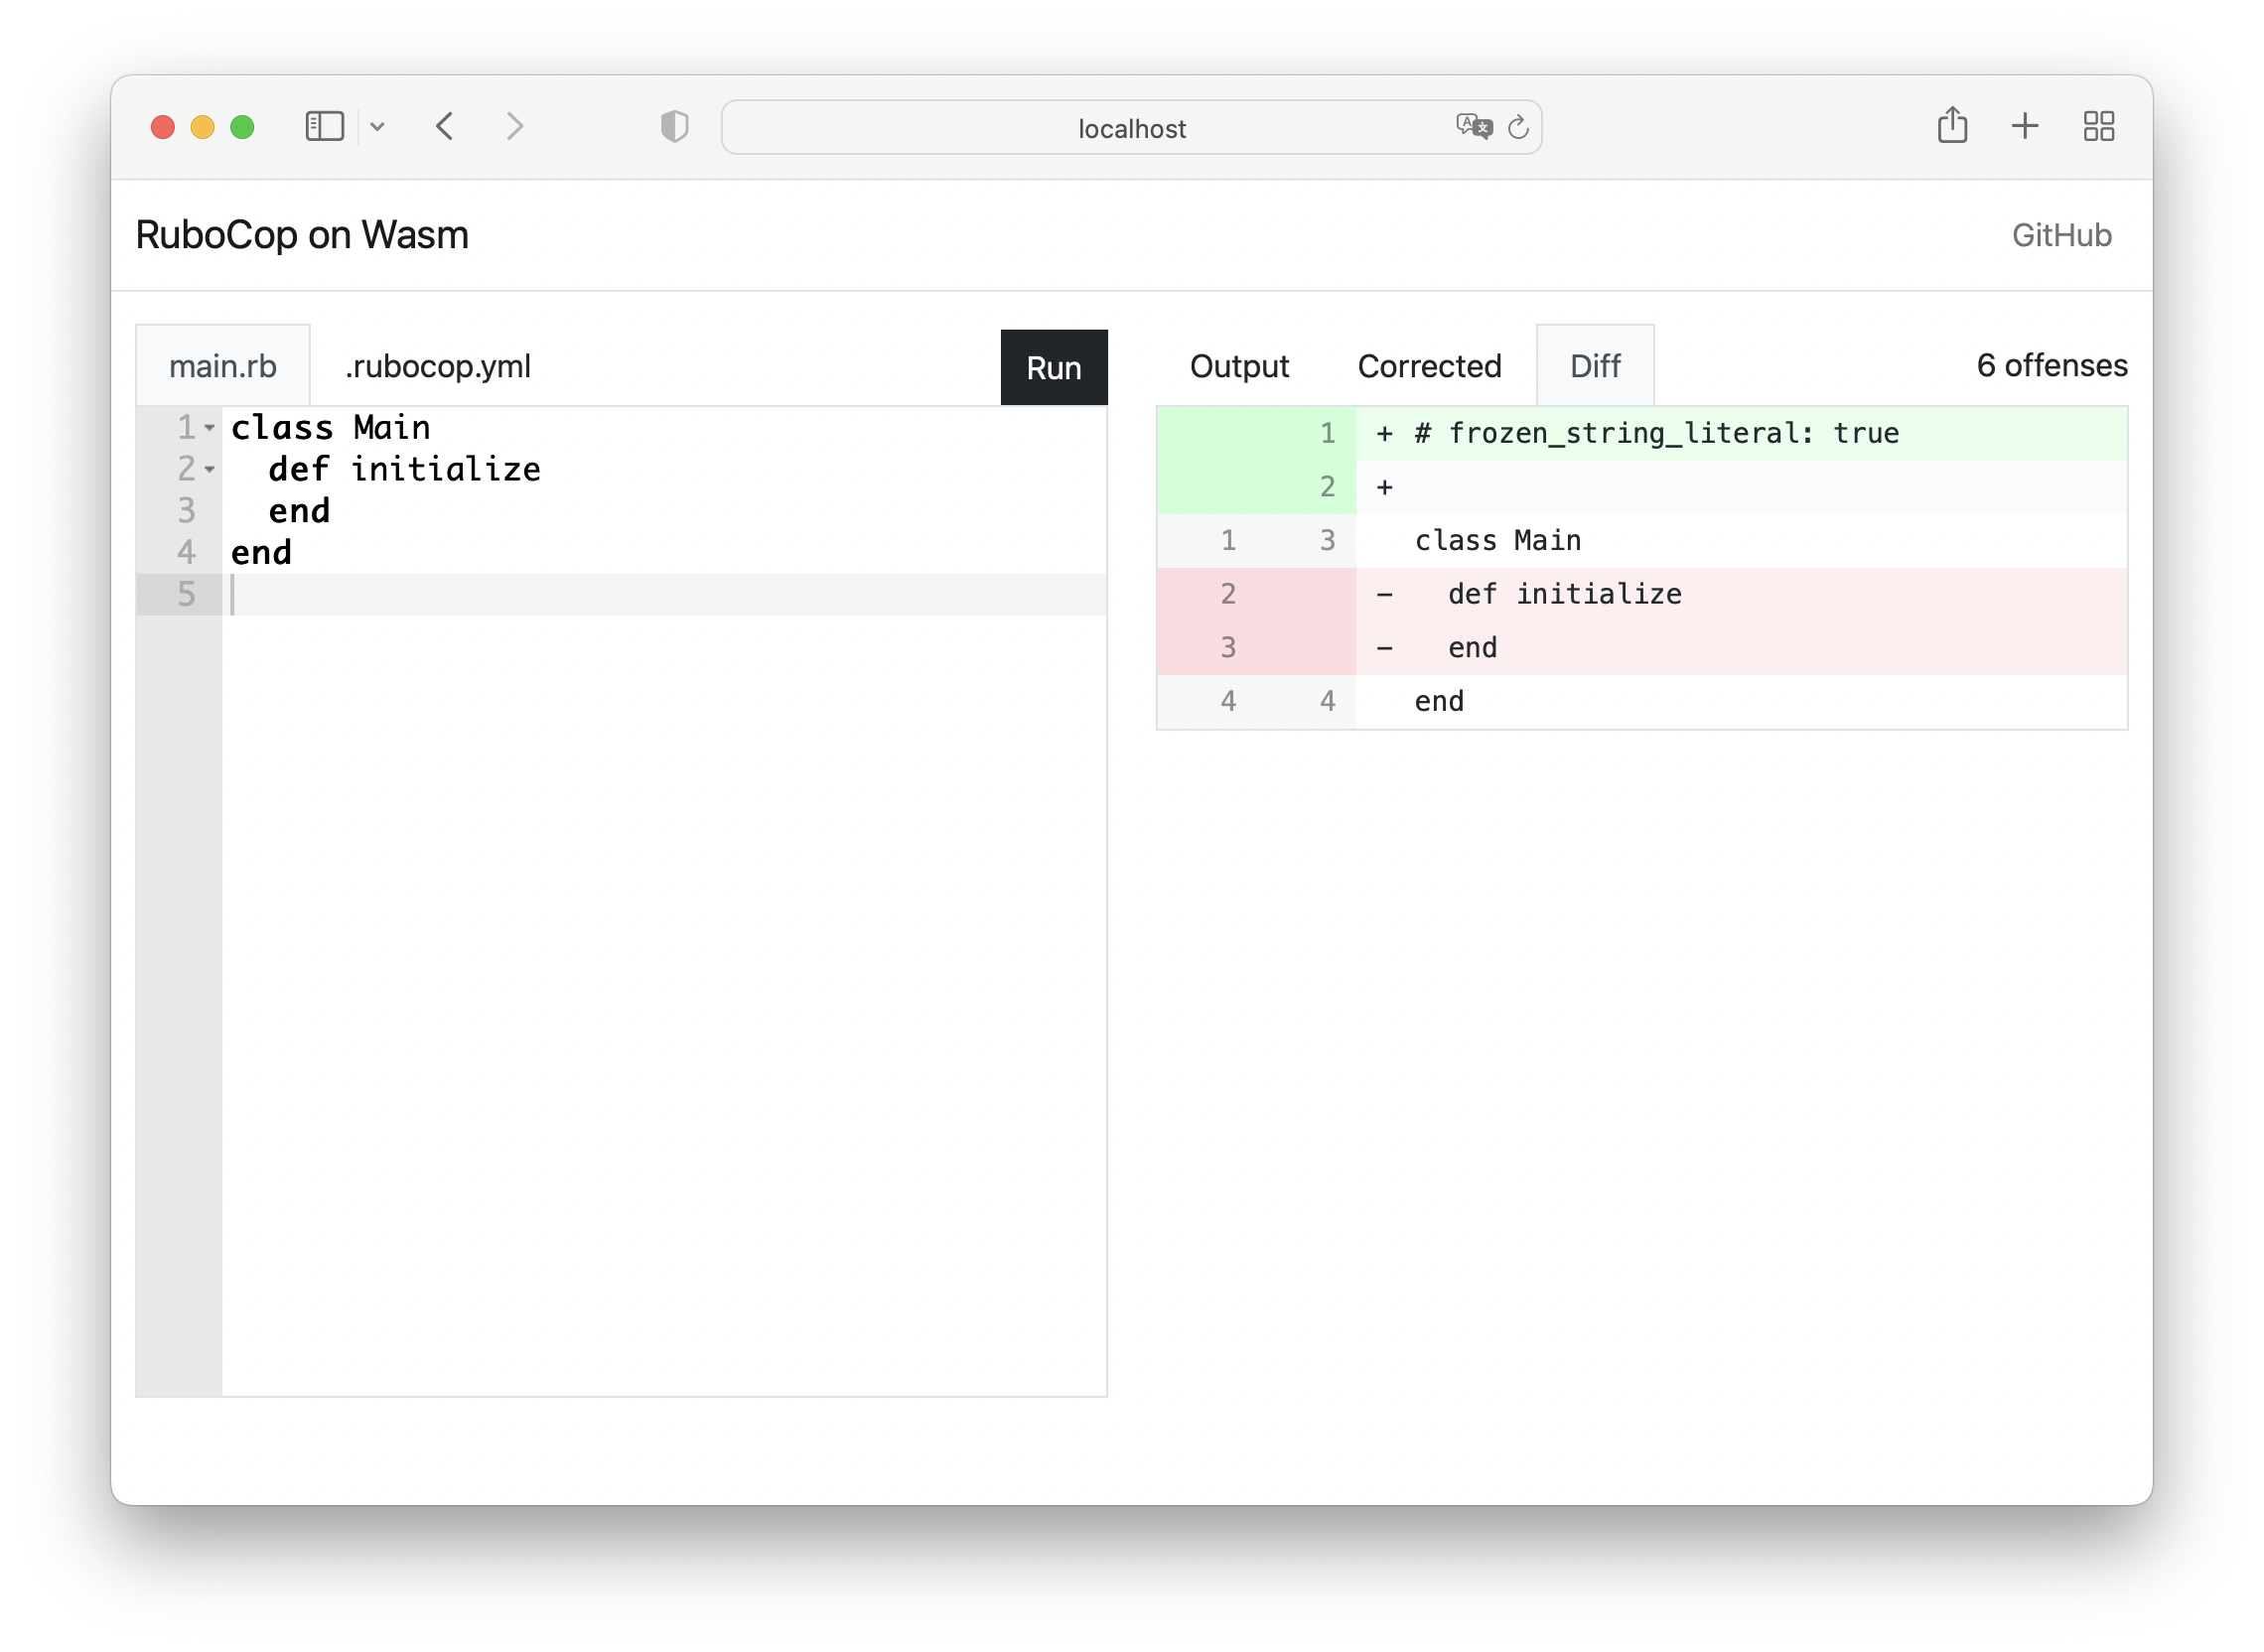 localhost
RuboCop on Wasm
GitHub
main.rb
.rubocop.yml
Run
1 class Main
2   def initialize
3   end
4 end
5
Output
Corrected
Diff
6 offenses
1 + # frozen_string_literal: true
2 +
1 3   class Main
2 -   def initialize
3 -   end
4 4   end